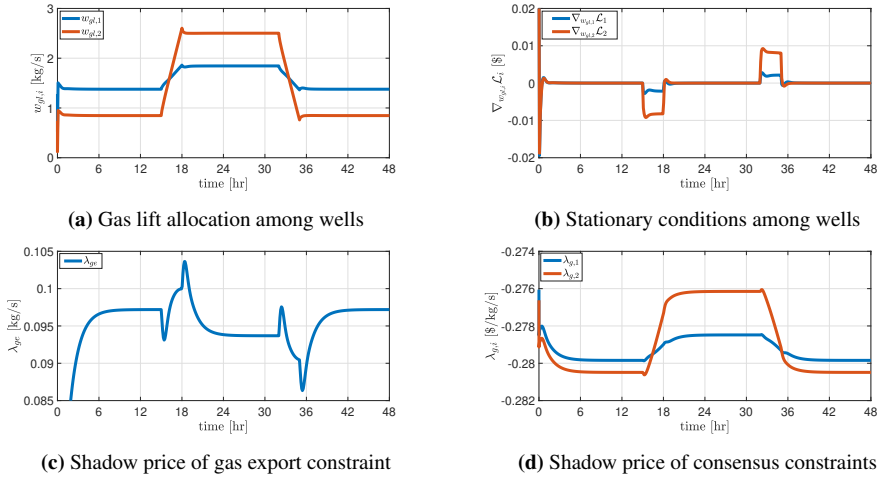 3
2
1
0
w_{gl,i} [kg/s]
w_{gl,1}
w_{gl,2}
0 6 12 18 24 30 36 42 48
time [hr]
(a) Gas lift allocation among wells
0.02
0.01
0
-0.01
-0.02
∇_{w_{gl,i}} ℒ_i [$]
∇_{w_{gl,1}} ℒ_1
∇_{w_{gl,2}} ℒ_2
0 6 12 18 24 30 36 42 48
time [hr]
(b) Stationary conditions among wells
0.105
0.1
0.095
0.09
0.085
λ_{ge} [kg/s]
λ_{ge}
0 6 12 18 24 30 36 42 48
time [hr]
(c) Shadow price of gas export constraint
-0.274
-0.276
-0.278
-0.28
-0.282
λ_{g,i} [$/kg/s]
λ_{g,1}
λ_{g,2}
0 6 12 18 24 30 36 42 48
time [hr]
(d) Shadow price of consensus constraints